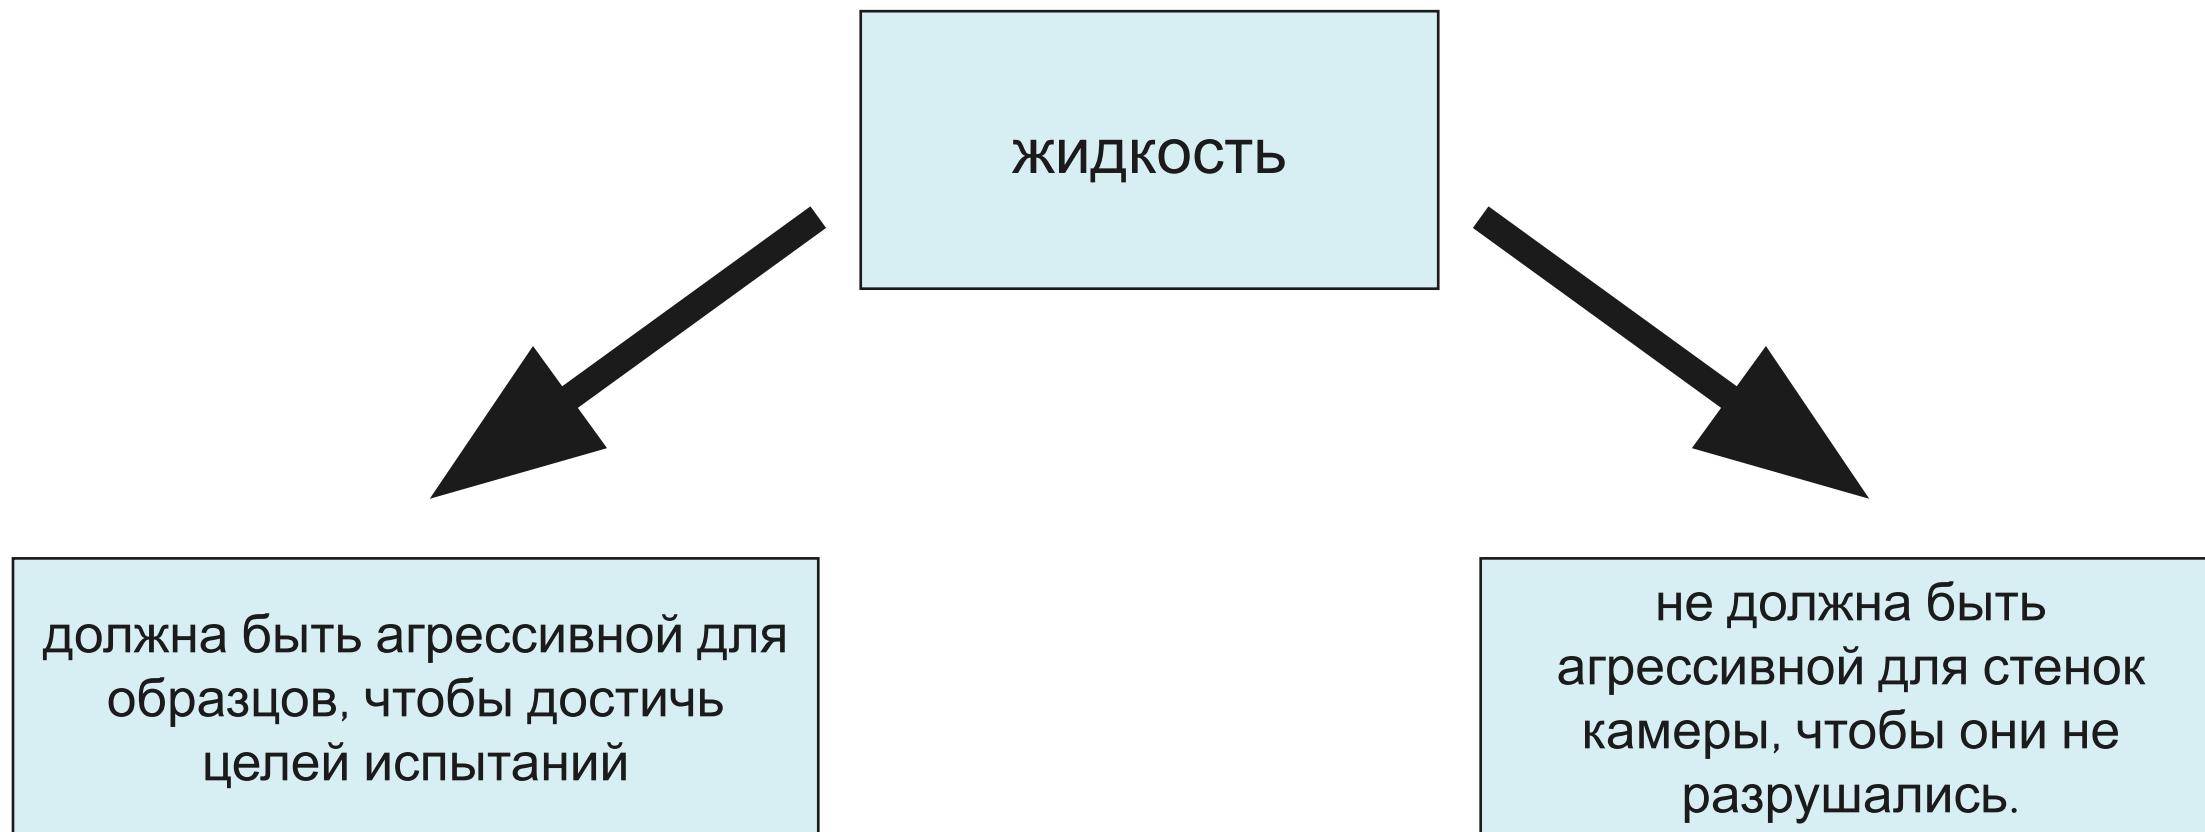 жидкость
должна быть агрессивной для
образцов, чтобы достичь
целей испытаний
не должна быть
агрессивной для стенок
камеры, чтобы они не
разрушались.